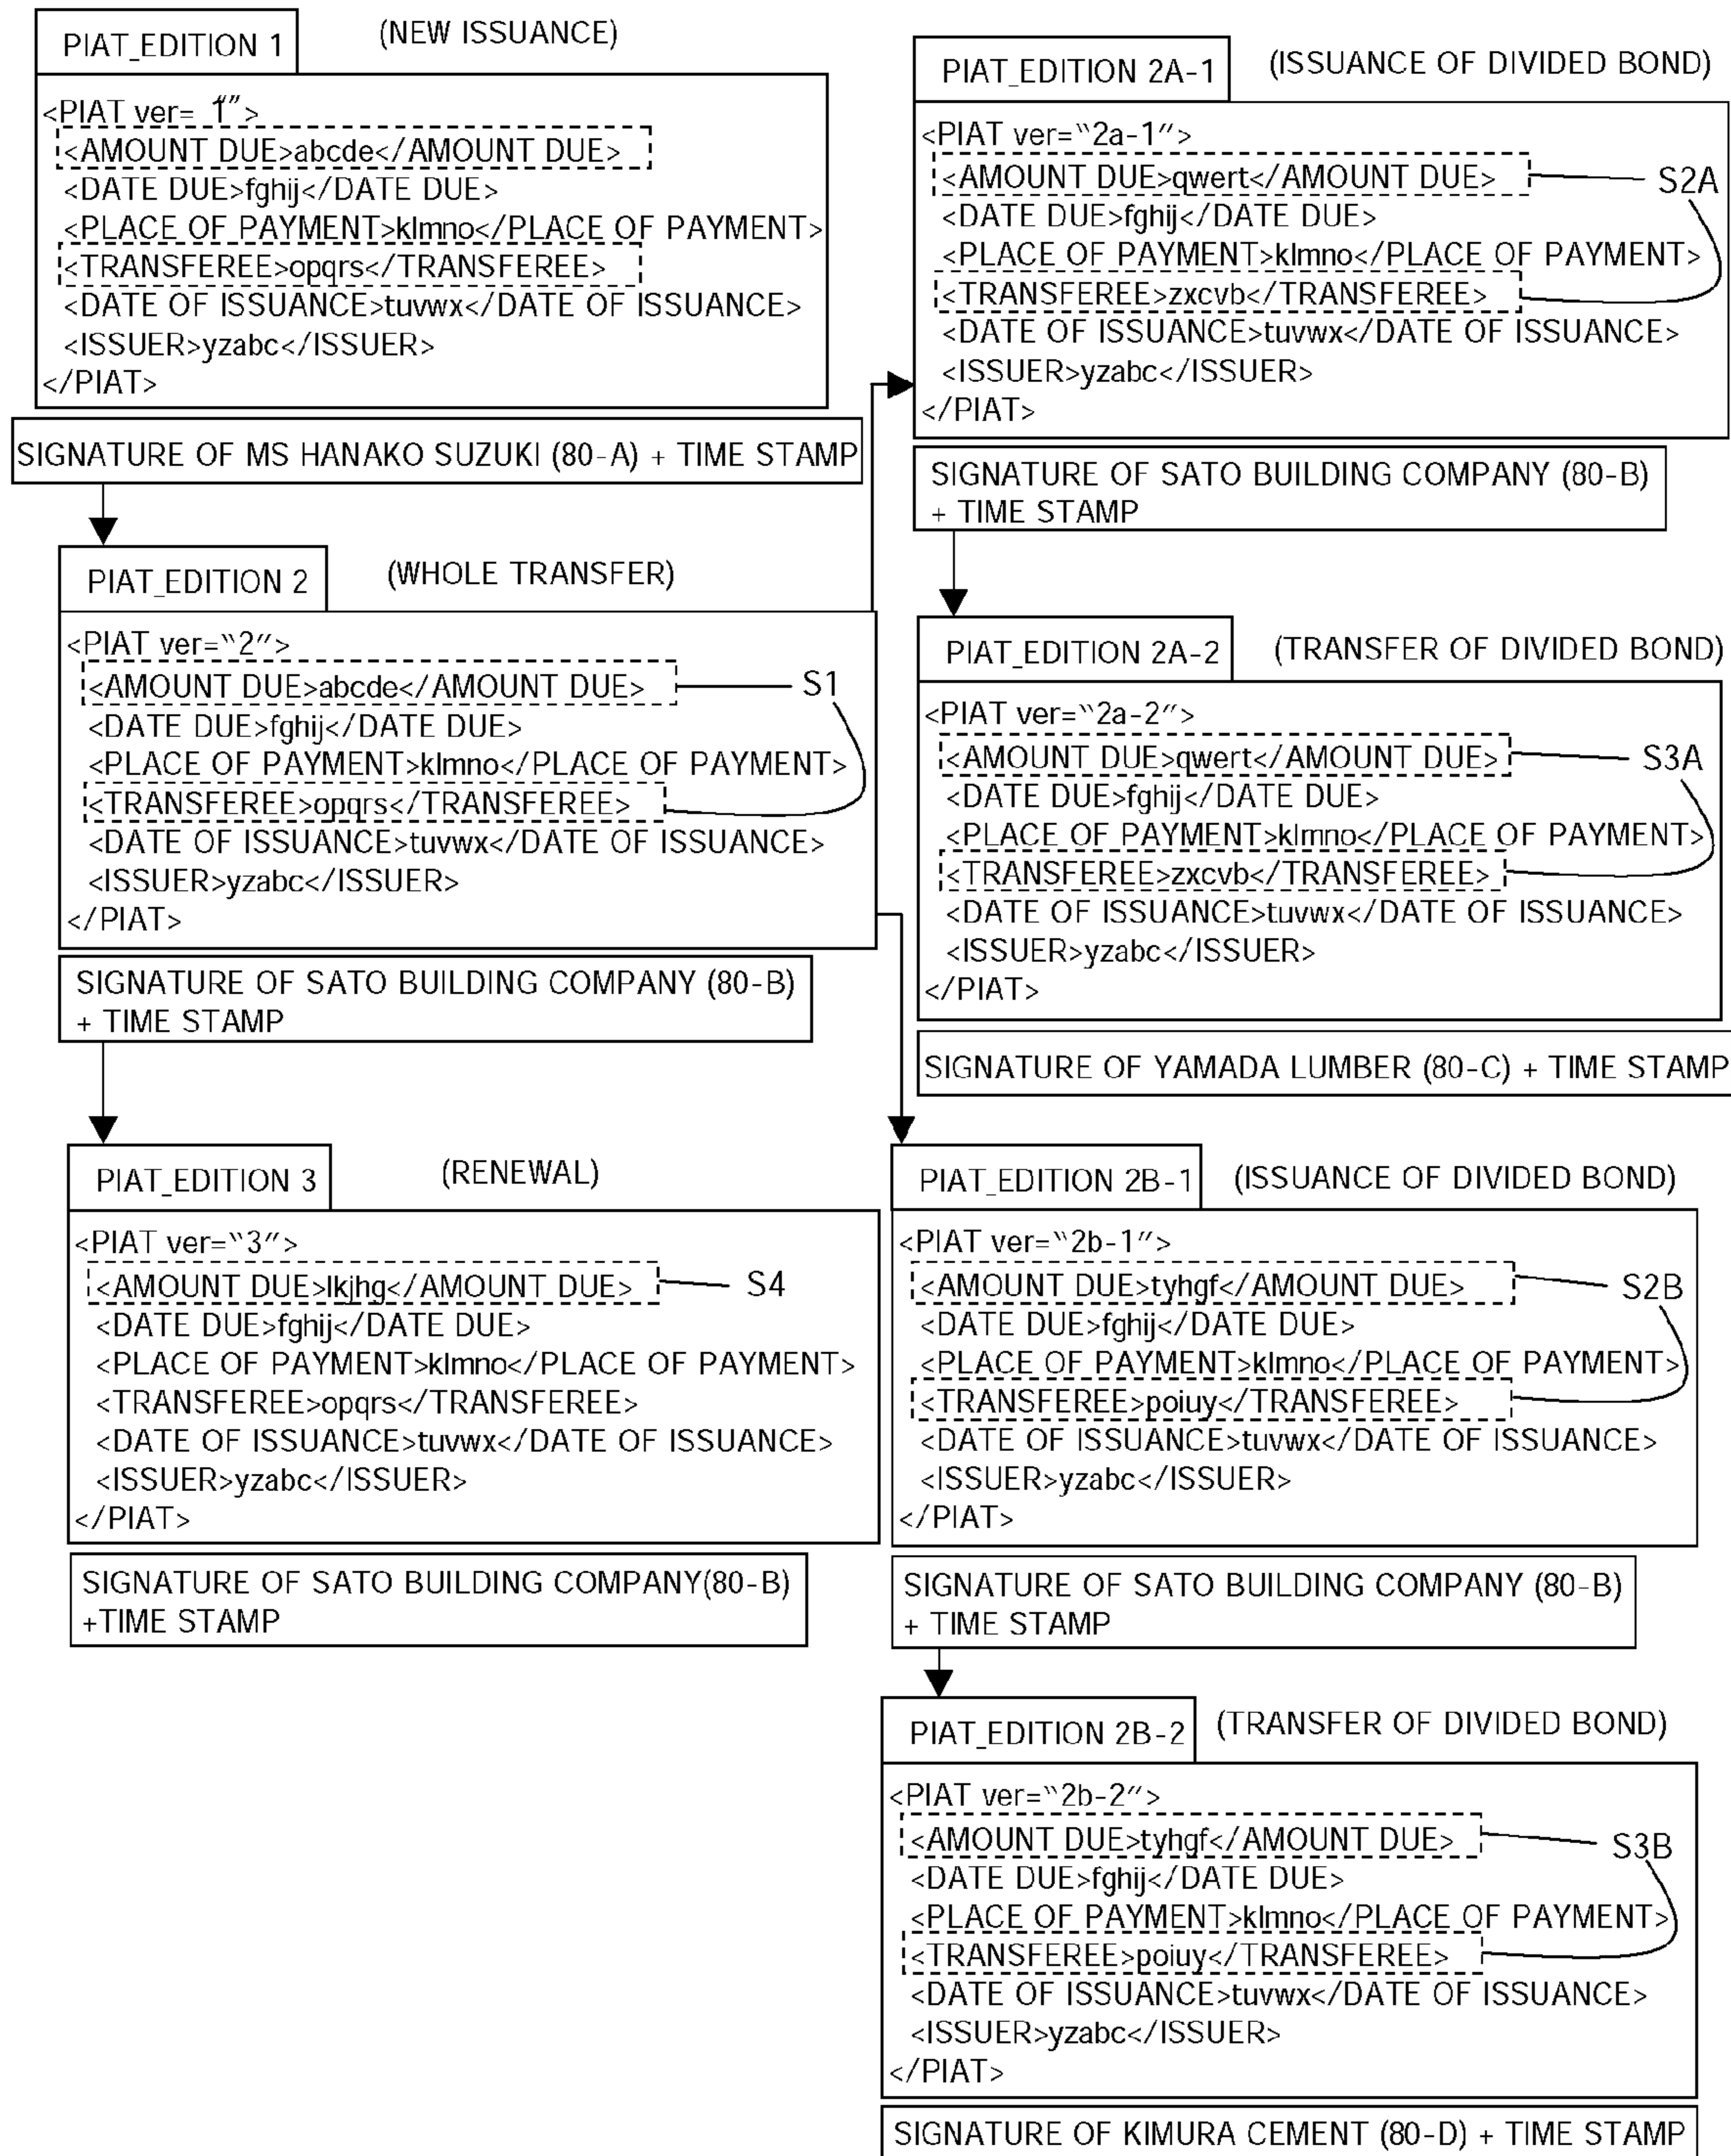 PIAT_EDITION 1
(NEW ISSUANCE)
<PIAT ver= 1″>
<AMOUNT DUE>abcde</AMOUNT DUE>
<DATE DUE>fghij</DATE DUE>
<PLACE OF PAYMENT>klmno</PLACE OF PAYMENT>
<TRANSFEREE>opqrs</TRANSFEREE>
<DATE OF ISSUANCE>tuvwx</DATE OF ISSUANCE>
<ISSUER>yzabc</ISSUER>
</PIAT>
SIGNATURE OF MS HANAKO SUZUKI (80-A) + TIME STAMP
PIAT_EDITION 2
(WHOLE TRANSFER)
<PIAT ver=‶2″>
<AMOUNT DUE>abcde</AMOUNT DUE>
S1
<DATE DUE>fghij</DATE DUE>
<PLACE OF PAYMENT>klmno</PLACE OF PAYMENT>
<TRANSFEREE>opqrs</TRANSFEREE>
<DATE OF ISSUANCE>tuvwx</DATE OF ISSUANCE>
<ISSUER>yzabc</ISSUER>
</PIAT>
SIGNATURE OF SATO BUILDING COMPANY (80-B)
+ TIME STAMP
PIAT_EDITION 3
(RENEWAL)
<PIAT ver=‶3″>
<AMOUNT DUE>lkjhg</AMOUNT DUE>
S4
<DATE DUE>fghij</DATE DUE>
<PLACE OF PAYMENT>klmno</PLACE OF PAYMENT>
<TRANSFEREE>opqrs</TRANSFEREE>
<DATE OF ISSUANCE>tuvwx</DATE OF ISSUANCE>
<ISSUER>yzabc</ISSUER>
</PIAT>
SIGNATURE OF SATO BUILDING COMPANY(80-B)
+TIME STAMP
PIAT_EDITION 2A-1
(ISSUANCE OF DIVIDED BOND)
<PIAT ver=‶2a-1″>
<AMOUNT DUE>qwert</AMOUNT DUE>
S2A
<DATE DUE>fghij</DATE DUE>
<PLACE OF PAYMENT>klmno</PLACE OF PAYMENT>
<TRANSFEREE>zxcvb</TRANSFEREE>
<DATE OF ISSUANCE>tuvwx</DATE OF ISSUANCE>
<ISSUER>yzabc</ISSUER>
</PIAT>
SIGNATURE OF SATO BUILDING COMPANY (80-B)
+ TIME STAMP
PIAT_EDITION 2A-2
(TRANSFER OF DIVIDED BOND)
<PIAT ver=‶2a-2″>
<AMOUNT DUE>qwert</AMOUNT DUE>
S3A
<DATE DUE>fghij</DATE DUE>
<PLACE OF PAYMENT>klmno</PLACE OF PAYMENT>
<TRANSFEREE>zxcvb</TRANSFEREE>
<DATE OF ISSUANCE>tuvwx</DATE OF ISSUANCE>
<ISSUER>yzabc</ISSUER>
</PIAT>
SIGNATURE OF YAMADA LUMBER (80-C) + TIME STAMP
PIAT_EDITION 2B-1
(ISSUANCE OF DIVIDED BOND)
<PIAT ver=‶2b-1″>
<AMOUNT DUE>tyhgf</AMOUNT DUE>
S2B
<DATE DUE>fghij</DATE DUE>
<PLACE OF PAYMENT>klmno</PLACE OF PAYMENT>
<TRANSFEREE>poiuy</TRANSFEREE>
<DATE OF ISSUANCE>tuvwx</DATE OF ISSUANCE>
<ISSUER>yzabc</ISSUER>
</PIAT>
SIGNATURE OF SATO BUILDING COMPANY (80-B)
+ TIME STAMP
PIAT_EDITION 2B-2
(TRANSFER OF DIVIDED BOND)
<PIAT ver=‶2b-2″>
<AMOUNT DUE>tyhgf</AMOUNT DUE>
S3B
<DATE DUE>fghij</DATE DUE>
<PLACE OF PAYMENT>klmno</PLACE OF PAYMENT>
<TRANSFEREE>poiuy</TRANSFEREE>
<DATE OF ISSUANCE>tuvwx</DATE OF ISSUANCE>
<ISSUER>yzabc</ISSUER>
</PIAT>
SIGNATURE OF KIMURA CEMENT (80-D) + TIME STAMP